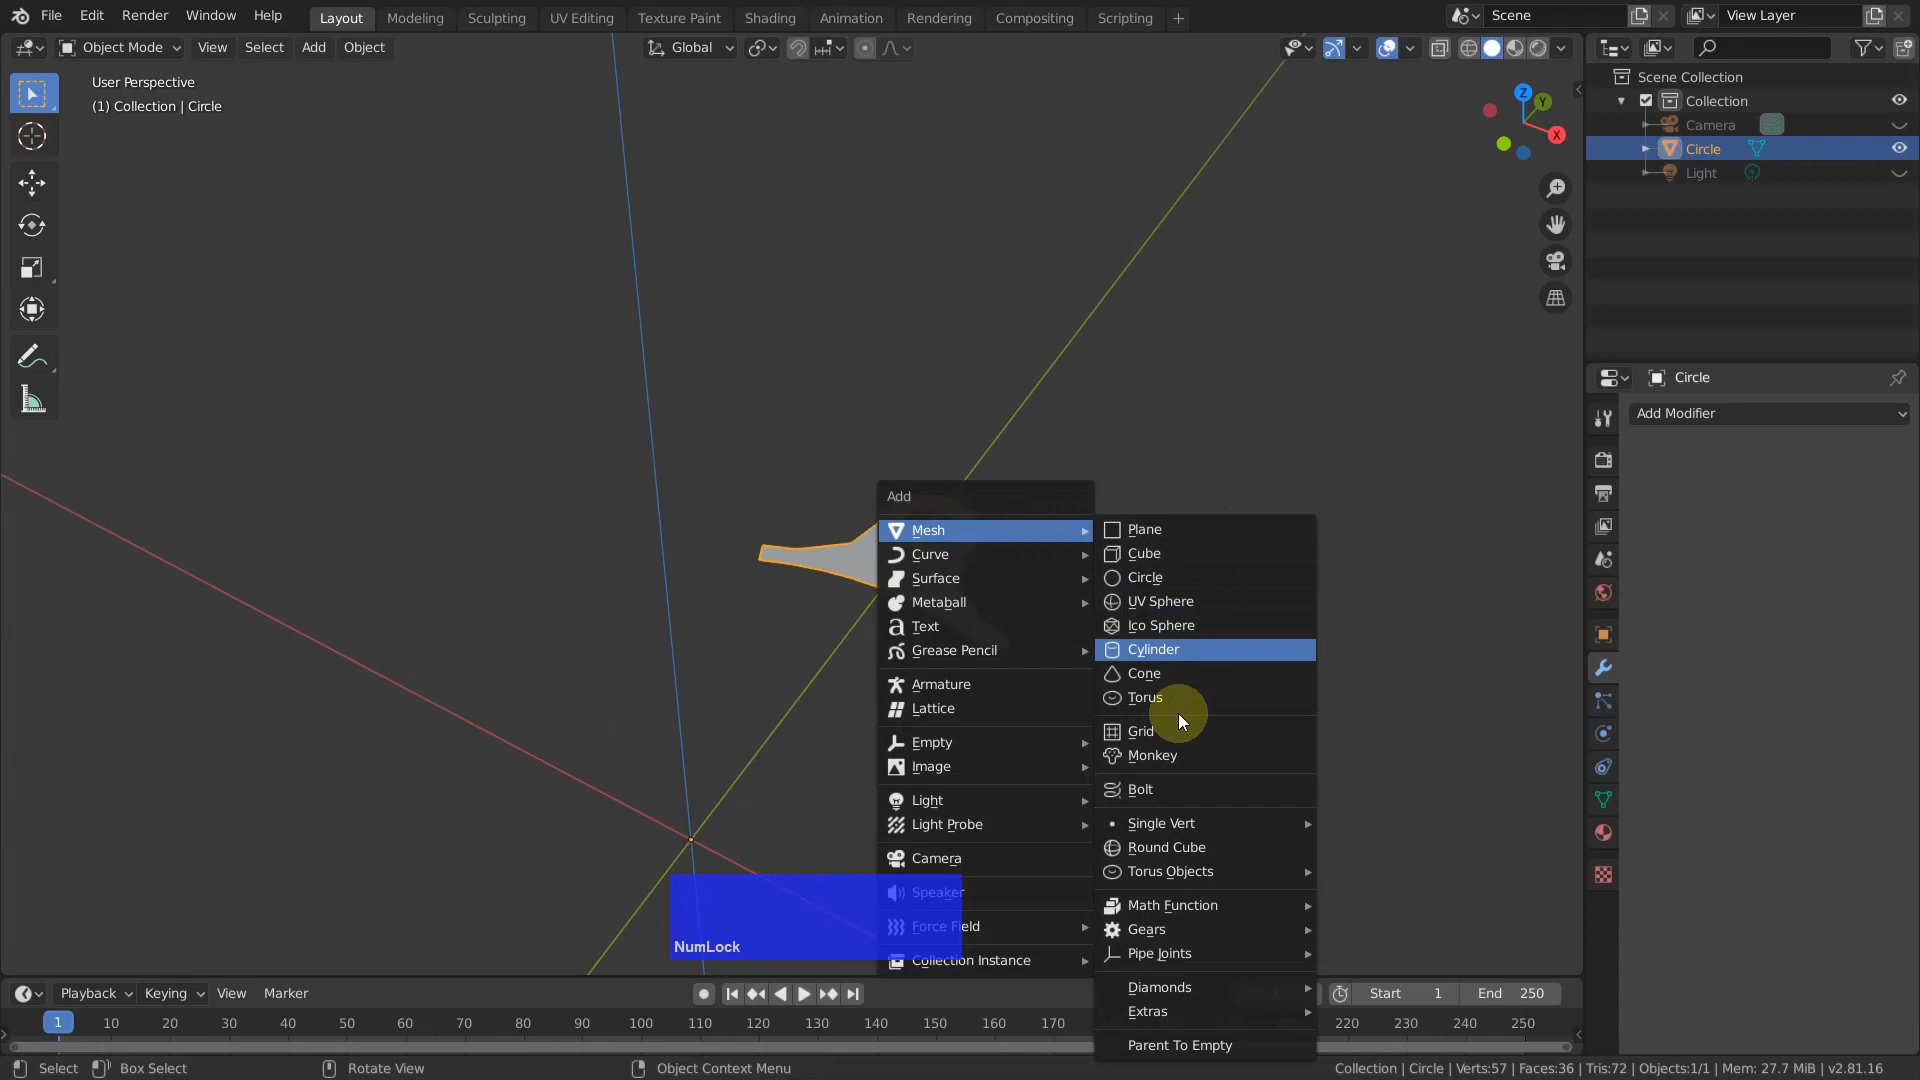 File Edit Render Window Help Layout Modeling Sculpting UV Editing Texture Paint Shading Animation Rendering Compositing Scripting + Scene View Layer
Object Mode View Select Add Object Global
User Perspective
(1) Collection | Circle
Z
Y
X
Scene Collection
Collection
Camera
Circle
Light
Circle
Add Modifier
Add
Mesh
Curve
Surface
Metaball
Text
Grease Pencil
Armature
Lattice
Empty
Image
Light
Light Probe
Camera
Speaker
Force Field
Collection Instance
Plane
Cube
Circle
UV Sphere
Ico Sphere
Cylinder
Cone
Torus
Grid
Monkey
Bolt
Single Vert
Round Cube
Torus Objects
Math Function
Gears
Pipe Joints
Diamonds
Extras
Parent To Empty
NumLock
Playback Keying View Marker Start 1 End 250
1 10 20 30 40 50 60 70 80 90 100 110 120 130 140 150 160 170 220 230 240 250
Select Box Select Rotate View Object Context Menu Collection | Circle | Verts:57 | Faces:36 | Tris:72 | Objects:1/1 | Mem: 27.7 MiB | v2.81.16